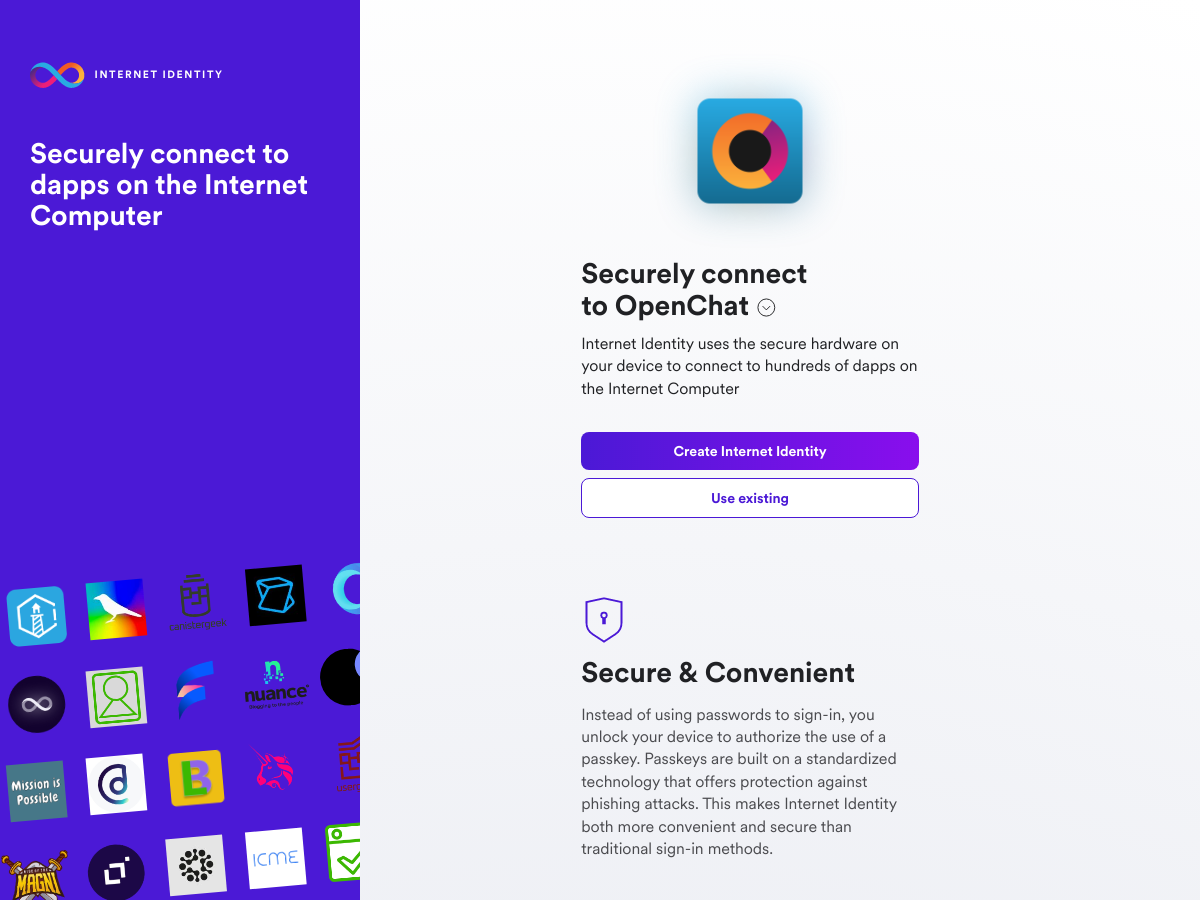 INTERNET IDENTITY
Securely connect to
dapps on the Internet
Computer
nuance
Mission is
Possible
B
MAGNI
ICME
Securely connect
to OpenChat
Internet Identity uses the secure hardware on
your device to connect to hundreds of dapps on
the Internet Computer
Create Internet Identity
Use existing
Secure & Convenient
Instead of using passwords to sign-in, you
unlock your device to authorize the use of a
passkey. Passkeys are built on a standardized
technology that offers protection against
phishing attacks. This makes Internet Identity
both more convenient and secure than
traditional sign-in methods.